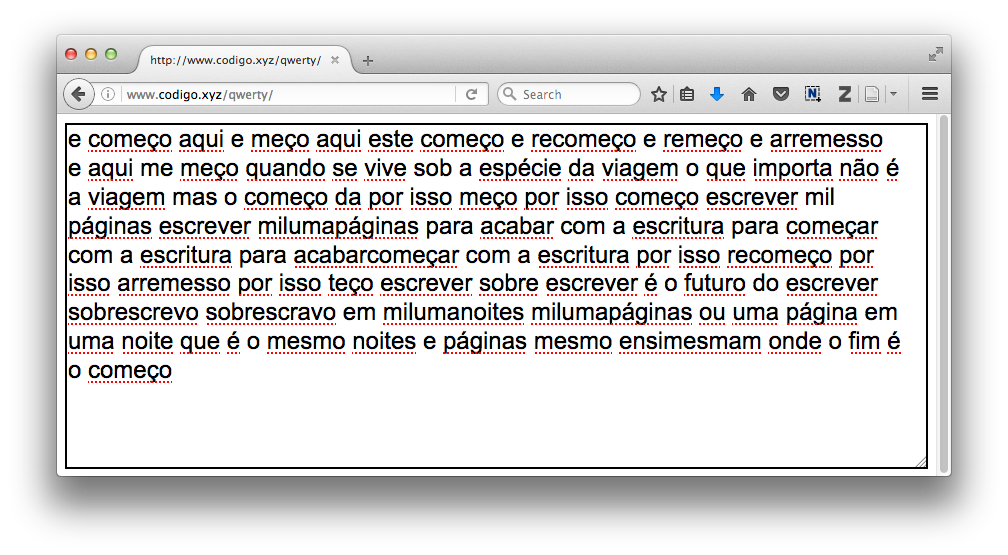 http://www.codigo.xyz/qwerty/
www.codigo.xyz/qwerty/
Search
e começo aqui e meço aqui este começo e recomeço e remeço e arremesso
e aqui me meço quando se vive sob a espécie da viagem o que importa não é
a viagem mas o começo da por isso meço por isso começo escrever mil
páginas escrever milumapáginas para acabar com a escritura para começar
com a escritura para acabarcomeçar com a escritura por isso recomeço por
isso arremesso por isso teço escrever sobre escrever é o futuro do escrever
sobrescrevo sobrescravo em milumanoites milumapáginas ou uma página em
uma noite que é o mesmo noites e páginas mesmo ensimesmam onde o fim é
o começo